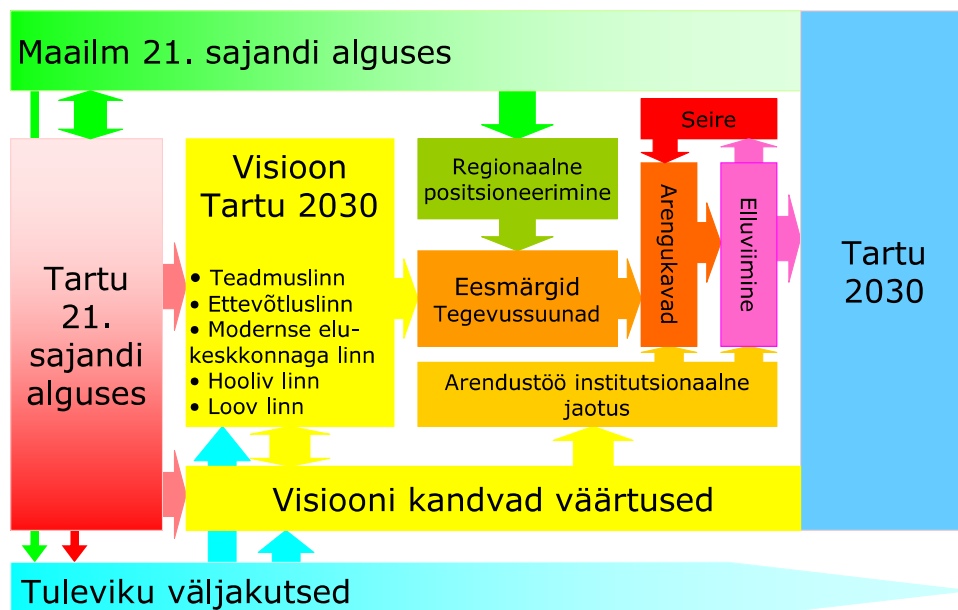 Maailm 21. sajandi alguses
Tartu
21.
sajandi
alguses
Visioon
Tartu 2030
• Teadmuslinn
• Ettevõtluslinn
• Modernse elu-
keskkonnaga linn
• Hooliv linn
• Loov linn
Regionaalne
positsioneerimine
Eesmärgid
Tegevussuunad
Seire
Arengukavad
Elluviimine
Arendustöö institutsionaalne
jaotus
Visiooni kandvad väärtused
Tuleviku väljakutsed
Tartu
2030